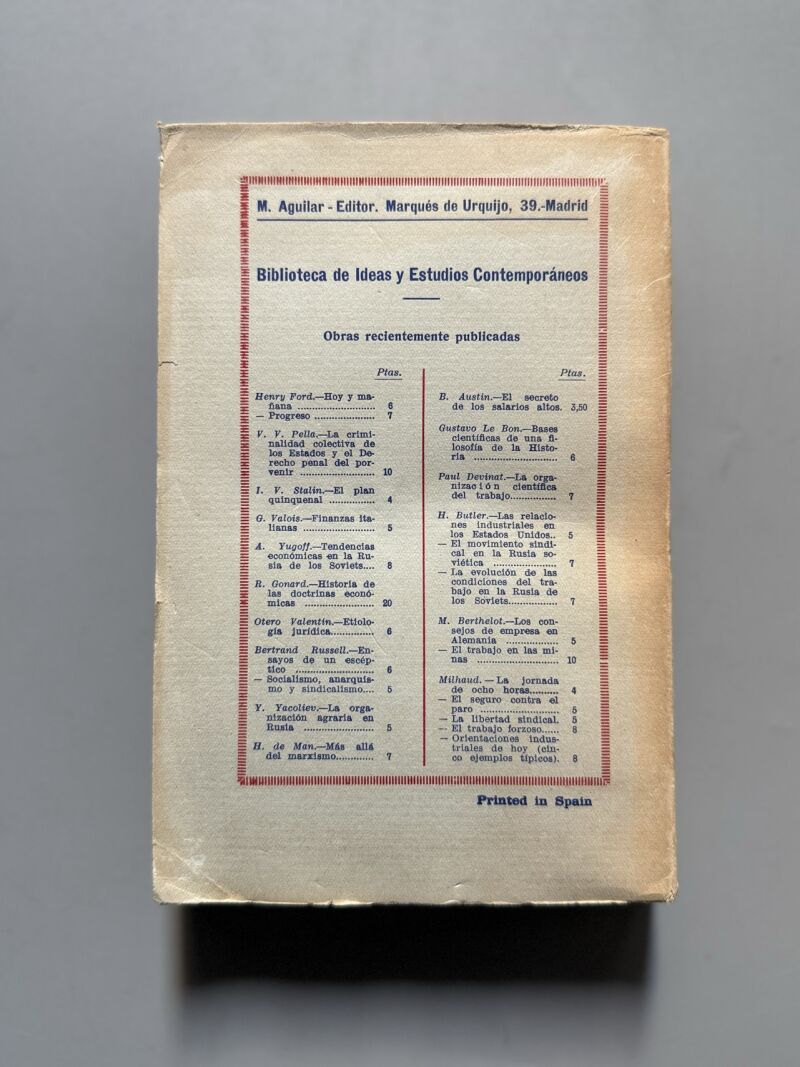 M. Aguilar - Editor. Marqués de Urquijo, 39.-Madrid
Biblioteca de Ideas y Estudios Contemporáneos
Obras recientemente publicadas
Ptas.
Henry Ford.—Hoy y ma-
ñana .......................... 6
— Progreso .................... 7
V. V. Pella.—La crimi-
nalidad colectiva de
los Estados y el De-
recho penal del por-
venir ......................... 10
I. V. Stalin.—El plan
quinquenal ............... 4
G. Valois.—Finanzas ita-
lianas ........................ 5
A. Yugoff.—Tendencias
económicas en la Ru-
sia de los Soviets.... 8
R. Gonard.—Historia de
las doctrinas econó-
micas ....................... 20
Otero Valentín.—Etiolo-
gía jurídica.............. 6
Bertrand Russell.—En-
sayos de un escép-
tico .......................... 6
— Socialismo, anarquis-
mo y sindicalismo.... 5
Y. Yacoliev.—La orga-
nización agraria en
Rusia ....................... 5
H. de Man.—Más allá
del marxismo............ 7
Ptas.
B. Austin.—El secreto
de los salarios altos. 3,50
Gustavo Le Bon.—Bases
científicas de una fi-
losofía de la Histo-
ria ............................ 6
Paul Devinat.—La orga-
nización científica
del trabajo............... 7
H. Butler.—Las relacio-
nes industriales en
los Estados Unidos.. 5
— El movimiento sindi-
cal en la Rusia so-
viética ..................... 7
— La evolución de las
condiciones del tra-
bajo en la Rusia de
los Soviets................ 7
M. Berthelot.—Los con-
sejos de empresa en
Alemania ................. 5
— El trabajo en las mi-
nas ........................... 10
Milhaud.—La jornada
de ocho horas.......... 4
— El seguro contra el
paro .......................... 5
— La libertad sindical. 5
— El trabajo forzoso...... 8
— Orientaciones indus-
triales de hoy (cin-
co ejemplos típicos). 8
Printed in Spain